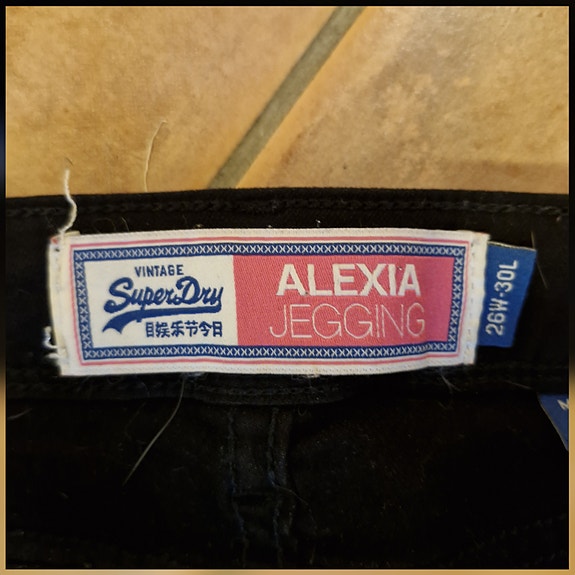 VINTAGE
SuperDry
目娱乐节今日
ALEXIA
JEGGING
26W-30L